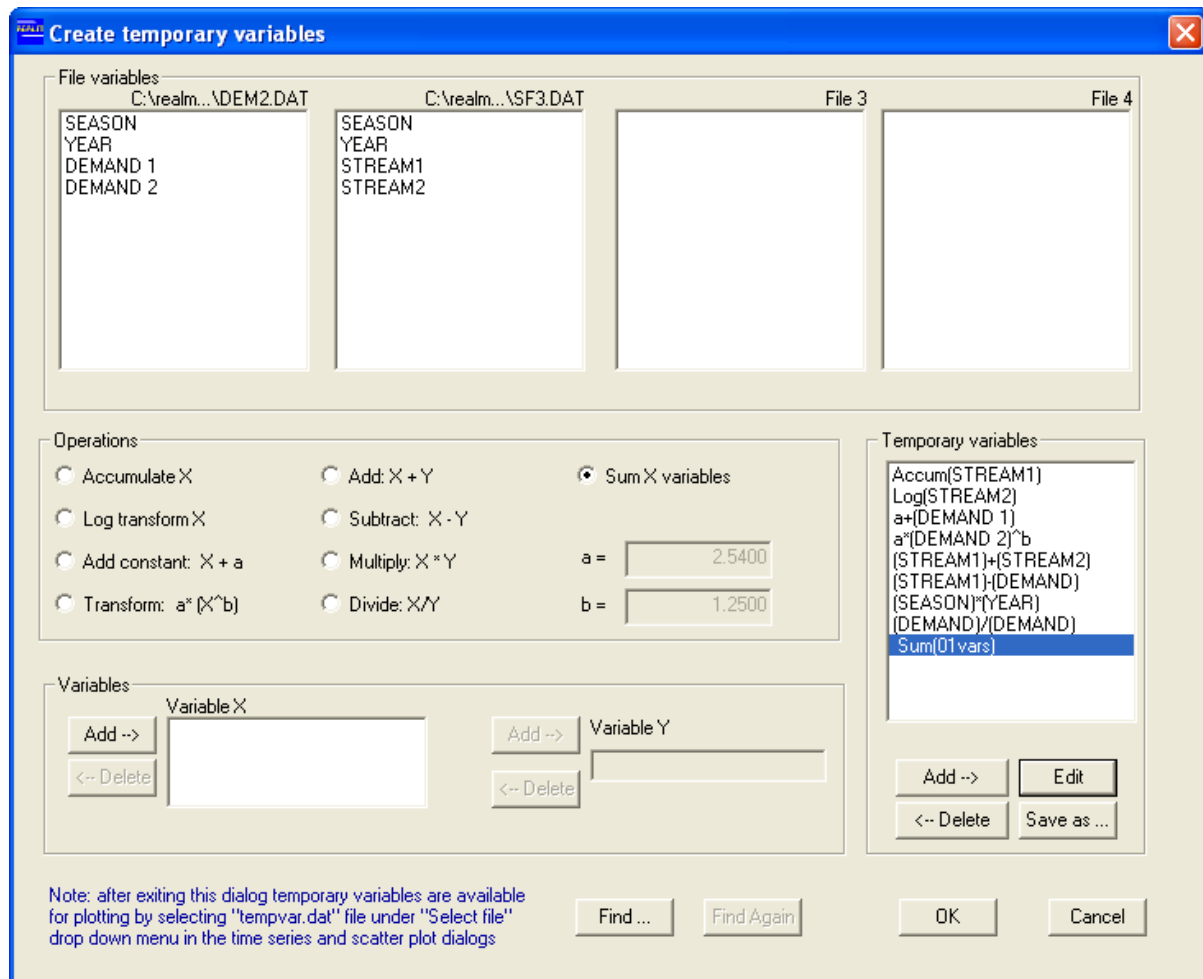 REALM
Create temporary variables
File variables
C:\realm...\DEM2.DAT
C:\realm...\SF3.DAT
File 3
File 4
SEASON
YEAR
DEMAND 1
DEMAND 2
SEASON
YEAR
STREAM1
STREAM2
Operations
Accumulate X
Log transform X
Add constant: X + a
Transform: a* (X^b)
Add: X + Y
Subtract: X - Y
Multiply: X * Y
Divide: X/Y
Sum X variables
a =
2.5400
b =
1.2500
Temporary variables
Accum(STREAM1)
Log(STREAM2)
a+(DEMAND 1)
a*(DEMAND 2)^b
(STREAM1)+(STREAM2)
(STREAM1)-(DEMAND)
(SEASON)*(YEAR)
(DEMAND)/(DEMAND)
Sum(01vars)
Add -->
Edit
<-- Delete
Save as ...
Variables
Variable X
Add -->
<-- Delete
Add -->
Variable Y
<-- Delete
Note: after exiting this dialog temporary variables are available
for plotting by selecting "tempvar.dat" file under "Select file"
drop down menu in the time series and scatter plot dialogs
Find ...
Find Again
OK
Cancel